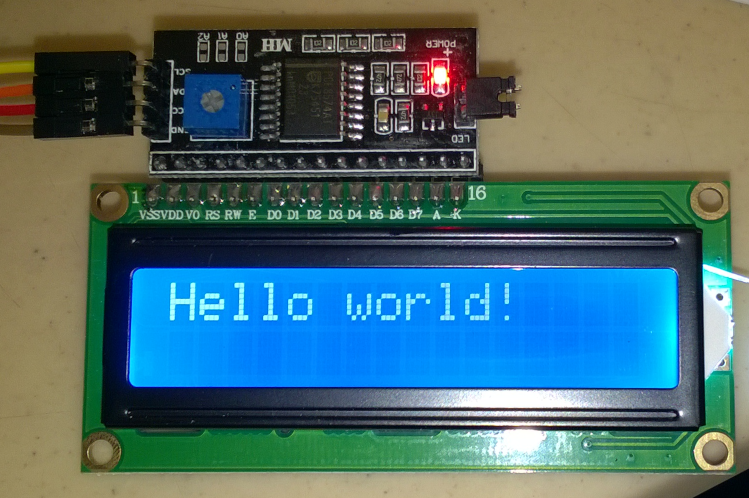 A2 A1 A0
MH
POWER
+
SCL
LED
1 16
VSS VDD V0 RS RW E D0 D1 D2 D3 D4 D5 D6 D7 A K
Hello world!